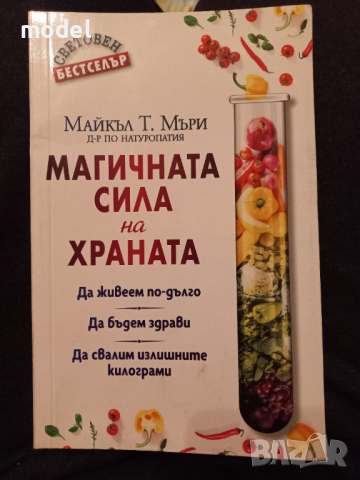 model
СВЕТОВЕН
БЕСТСЕЛЪР
МАЙКЪЛ Т. МЪРИ
Д-Р ПО НАТУРОПАТИЯ
МАГИЧНАТА
СИЛА
на
ХРАНАТА
Да живеем по-дълго
Да бъдем здрави
Да свалим излишните
килограми
BAZAR